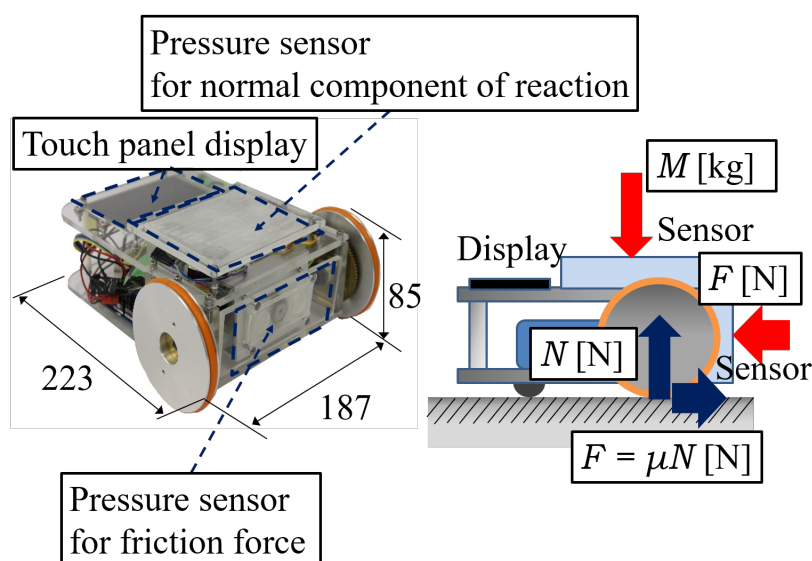 Pressure sensor
for normal component of reaction
Touch panel display
M [kg]
Display
Sensor
F [N]
85
N [N]
Sensor
223
187
F = μN [N]
Pressure sensor
for friction force